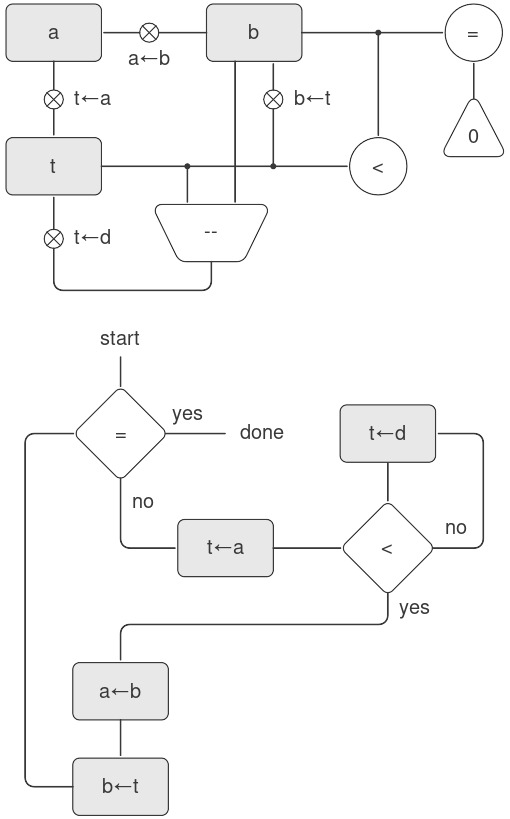 a
b
=
a←b
t←a
b←t
0
t
<
--
t←d
start
yes
=
done
t←d
no
no
t←a
<
yes
a←b
b←t